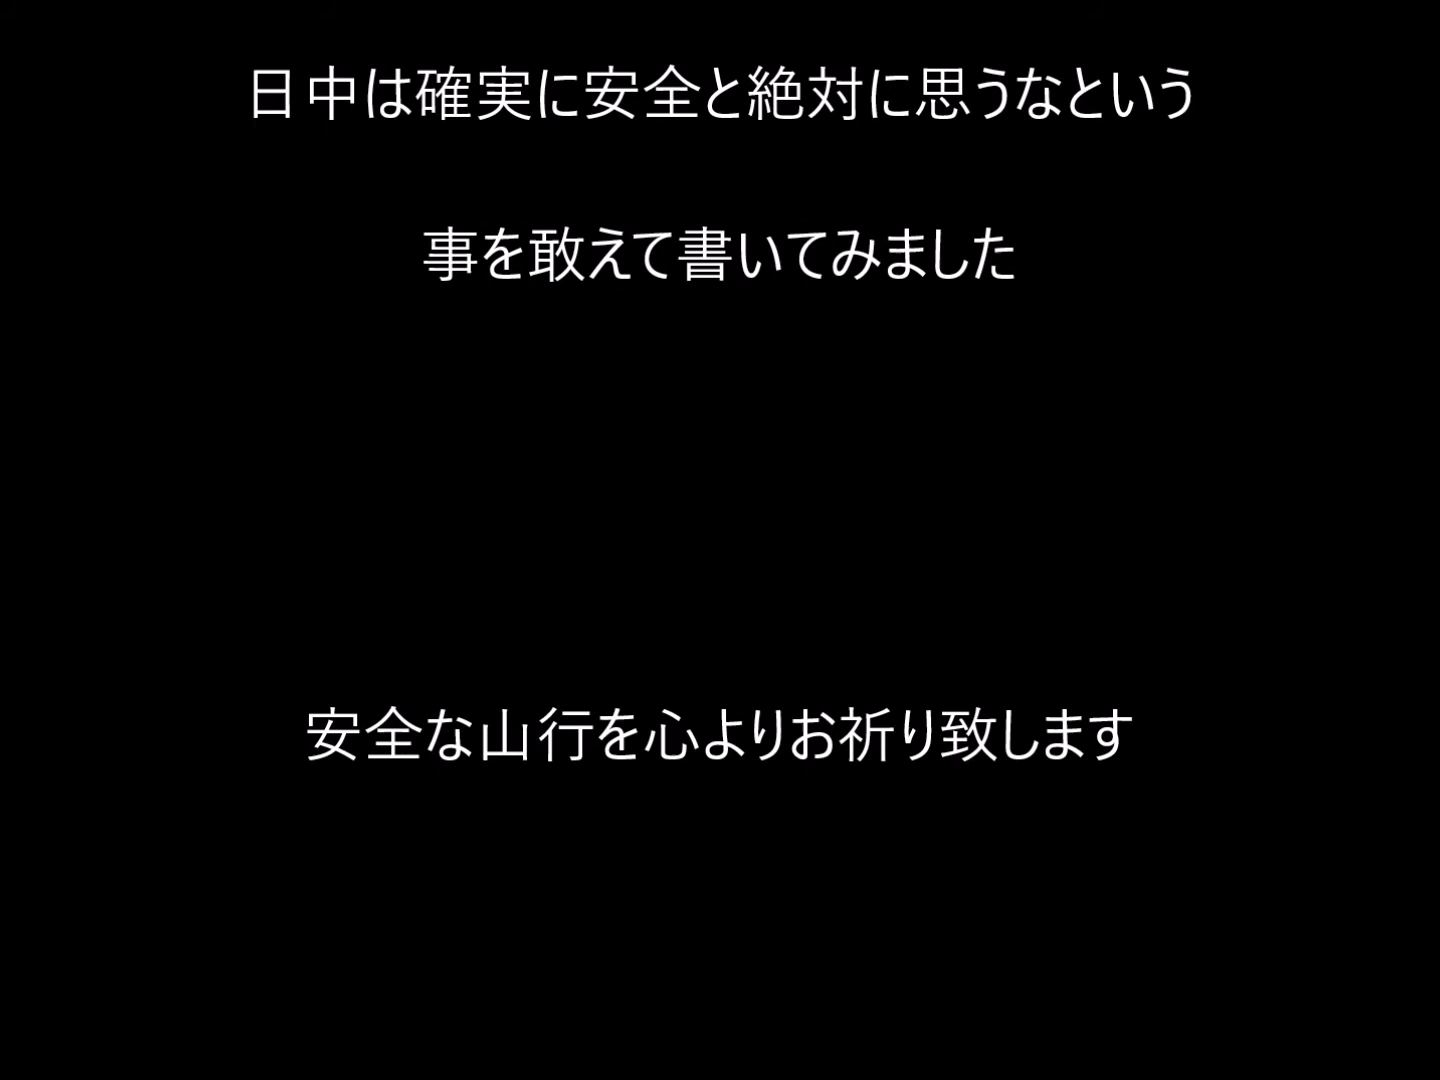 日中は確実に安全と絶対に思うなという
事を敢えて書いてみました
安全な山行を心よりお祈り致します